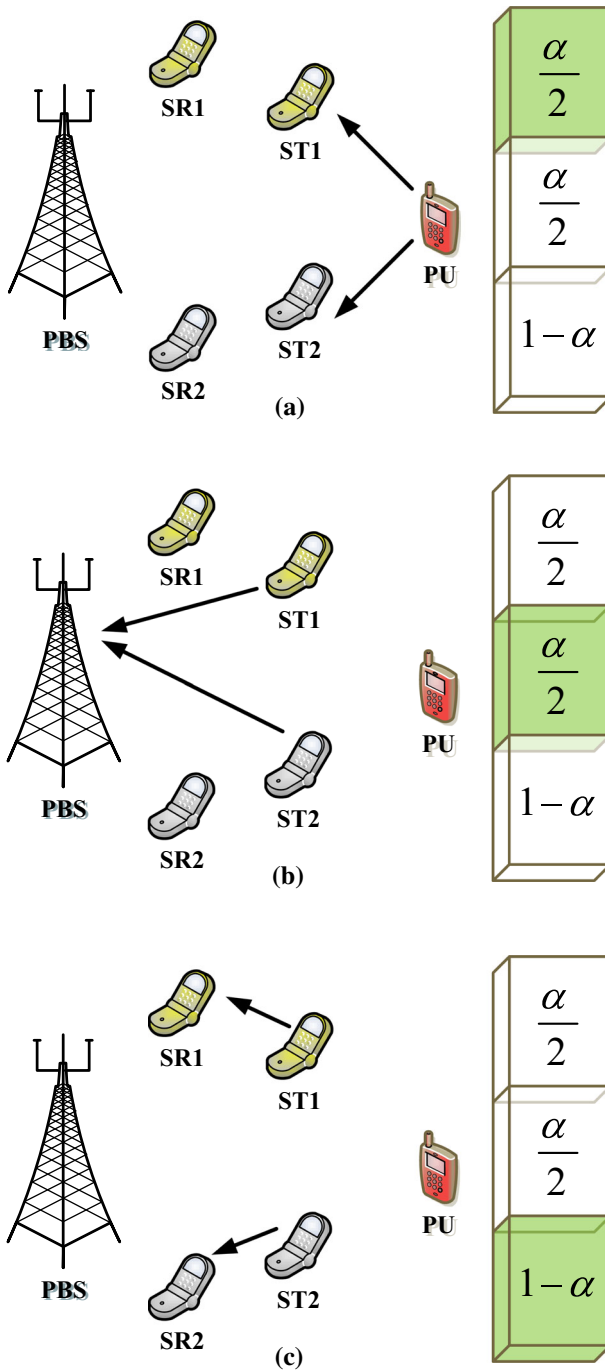 SR1
ST1
α/2
α/2
PU
PBS
ST2
1−α
SR2
(a)
SR1
α/2
ST1
α/2
PU
PBS
ST2
1−α
SR2
(b)
SR1
α/2
ST1
α/2
PU
PBS
ST2
1−α
SR2
(c)